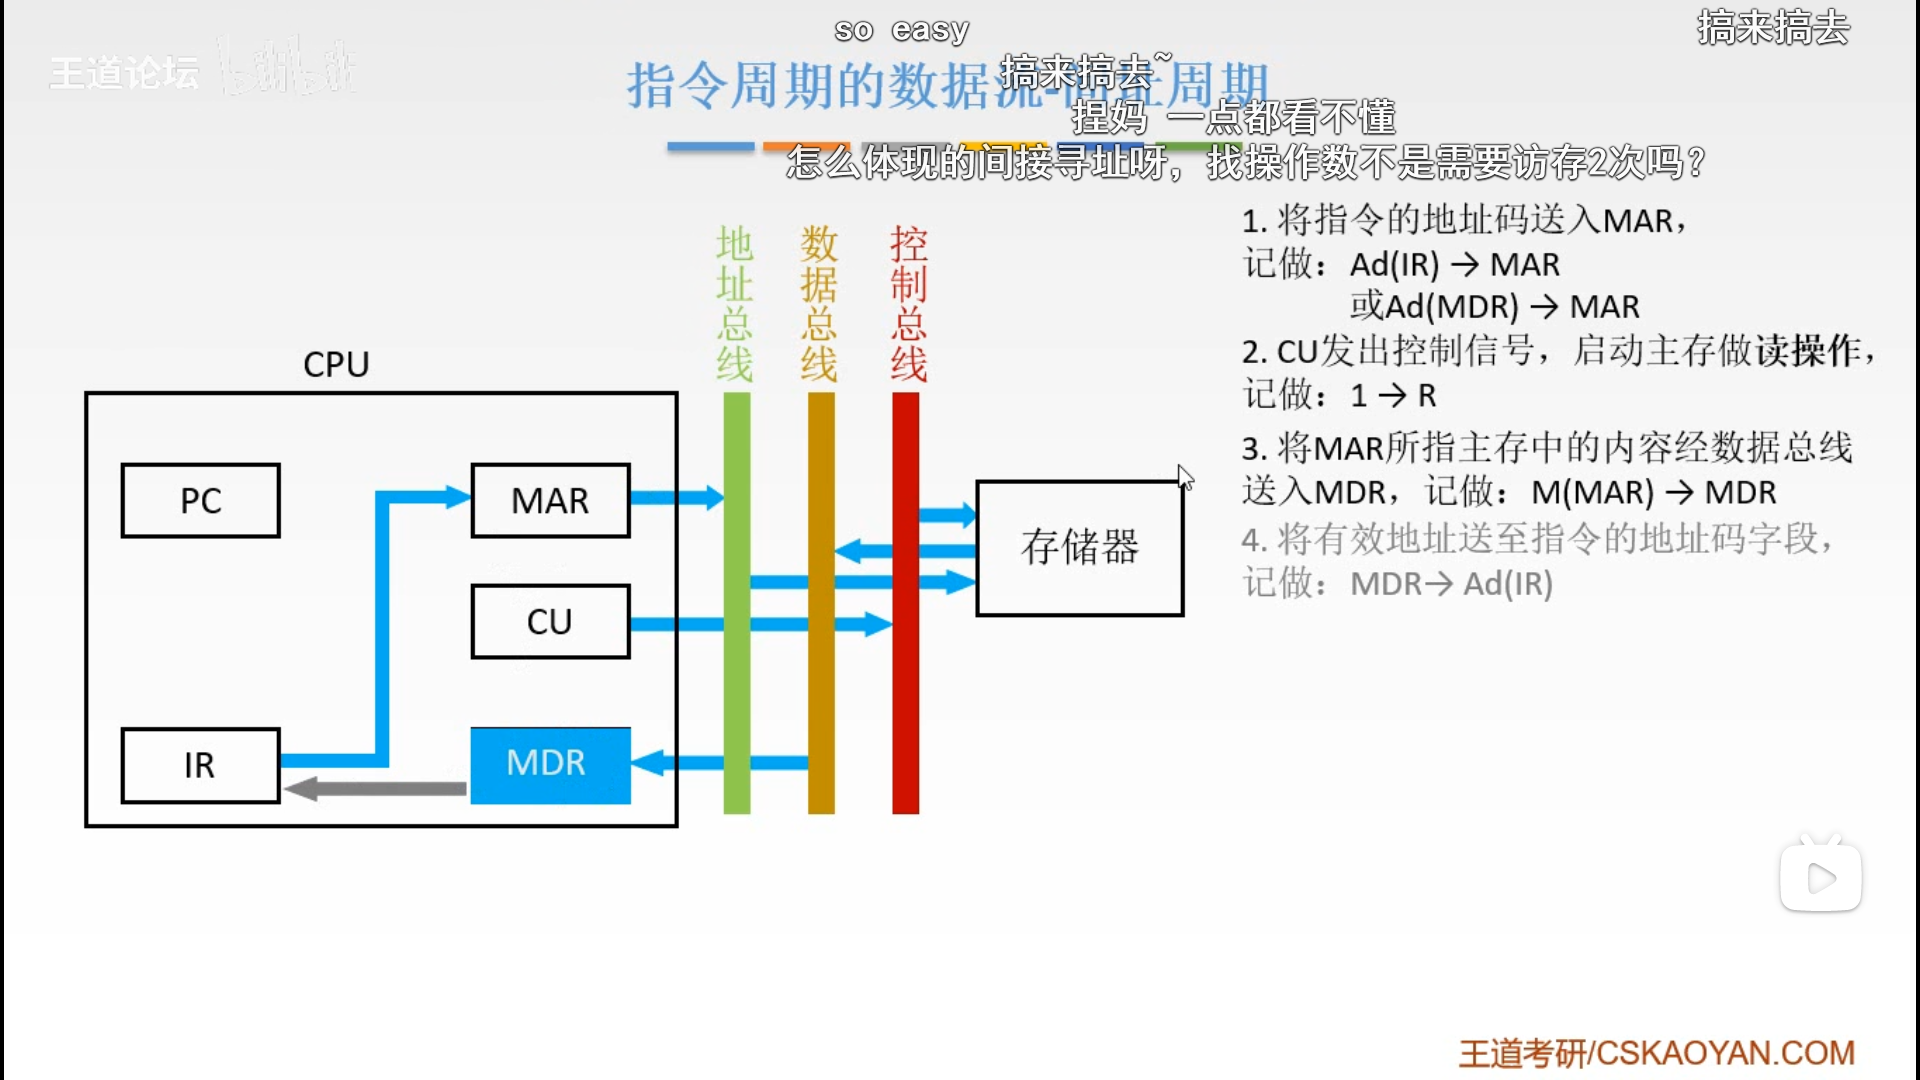 so easy
搞来搞去
王道论坛 bilibili
指令周期的数据流-间址周期
搞来搞去~
捏妈 一点都看不懂
怎么体现的间接寻址呀，找操作数不是需要访存2次吗？
地址总线
数据总线
控制总线
CPU
PC
MAR
CU
IR
MDR
存储器
1. 将指令的地址码送入MAR，
记做：Ad(IR) → MAR
或Ad(MDR) → MAR
2. CU发出控制信号，启动主存做读操作，
记做：1 → R
3. 将MAR所指主存中的内容经数据总线
送入MDR，记做：M(MAR) → MDR
4. 将有效地址送至指令的地址码字段，
记做：MDR→ Ad(IR)
王道考研/CSKAOYAN.COM